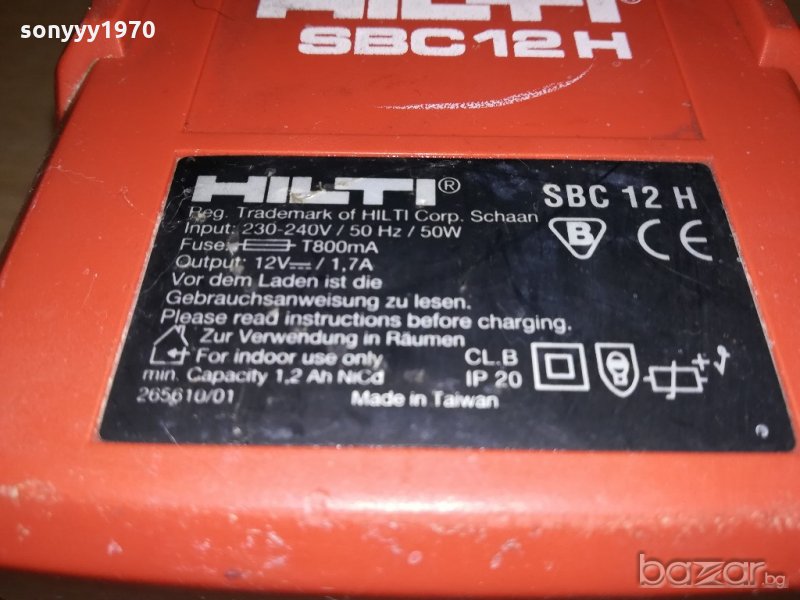 sonyyy1970
HILTI®
SBC 12 H
HILTI®
SBC 12 H
Reg. Trademark of HILTI Corp. Schaan
Input: 230-240V / 50 Hz / 50W
Fuse: T800mA
B
CE
Output: 12V⎓ / 1,7A
Vor dem Laden ist die
Gebrauchsanweisung zu lesen.
Please read instructions before charging.
Zur Verwendung in Räumen
For indoor use only
CL.B
min. Capacity 1,2 Ah NiCd
IP 20
265610/01
Made in Taiwan
bazar.bg